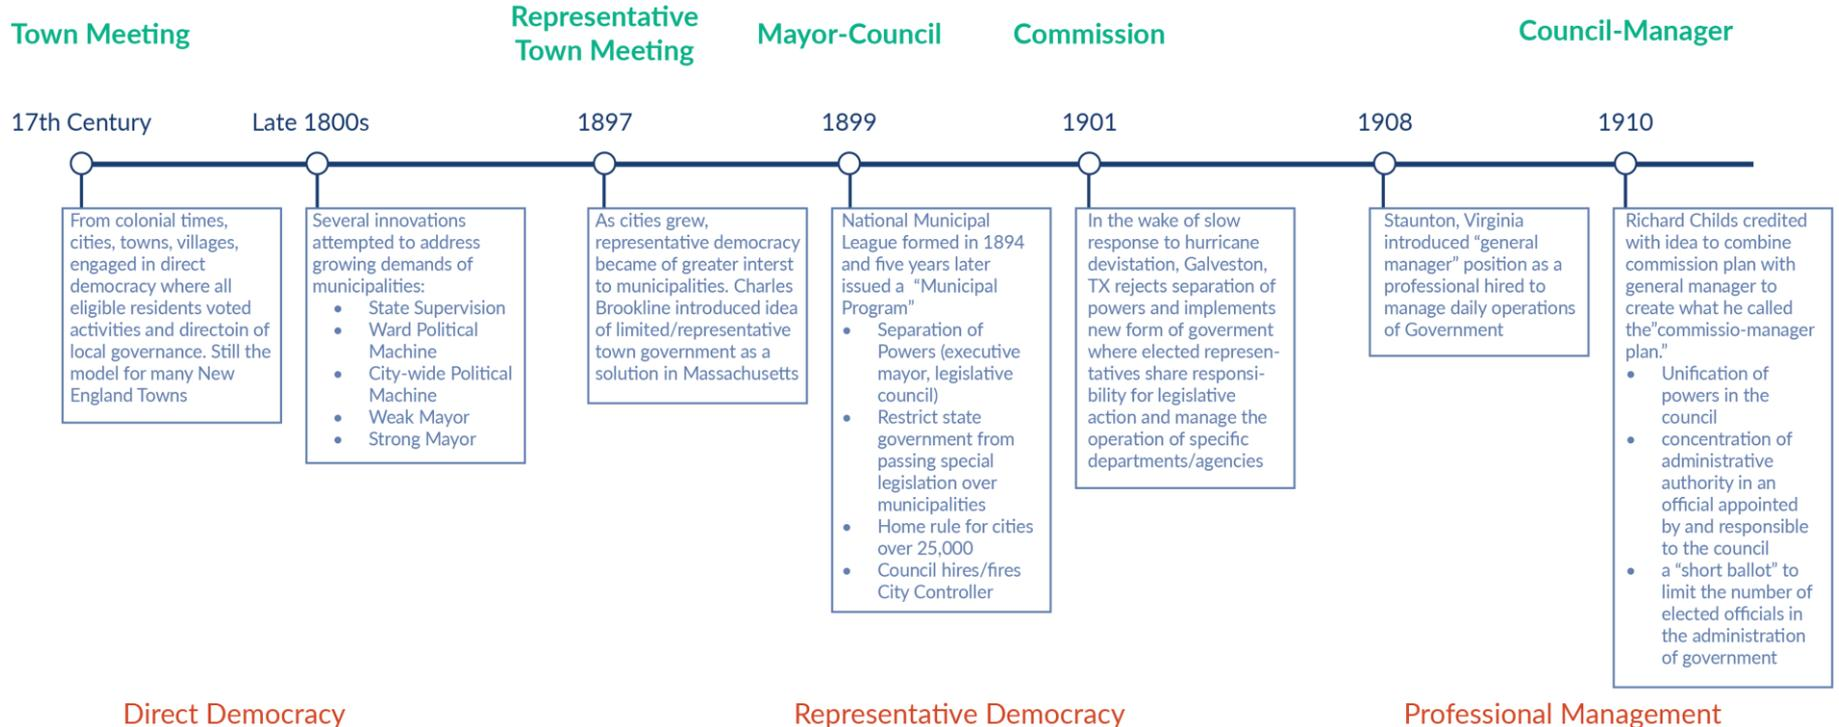 Town Meeting
Representative
Town Meeting
Mayor-Council
Commission
Council-Manager
17th Century
Late 1800s
1897
1899
1901
1908
1910
From colonial times,
cities, towns, villages,
engaged in direct
democracy where all
eligible residents voted
activities and directoin of
local governance. Still the
model for many New
England Towns
Several innovations
attempted to address
growing demands of
municipalities:
• State Supervision
• Ward Political
Machine
• City-wide Political
Machine
• Weak Mayor
• Strong Mayor
As cities grew,
representative democracy
became of greater interst
to municipalities. Charles
Brookline introduced idea
of limited/representative
town government as a
solution in Massachusetts
National Municipal
League formed in 1894
and five years later
issued a “Municipal
Program”
• Separation of
Powers (executive
mayor, legislative
council)
• Restrict state
government from
passing special
legislation over
municipalities
• Home rule for cities
over 25,000
• Council hires/fires
City Controller
In the wake of slow
response to hurricane
devistation, Galveston,
TX rejects separation of
powers and implements
new form of goverment
where elected represen-
tatives share responsi-
bility for legislative
action and manage the
operation of specific
departments/agencies
Staunton, Virginia
introduced “general
manager” position as a
professional hired to
manage daily operations
of Government
Richard Childs credited
with idea to combine
commission plan with
general manager to
create what he called
the”commissio-manager
plan.”
• Unification of
powers in the
council
• concentration of
administrative
authority in an
official appointed
by and responsible
to the council
• a “short ballot” to
limit the number of
elected officials in
the administration
of government
Direct Democracy
Representative Democracy
Professional Management